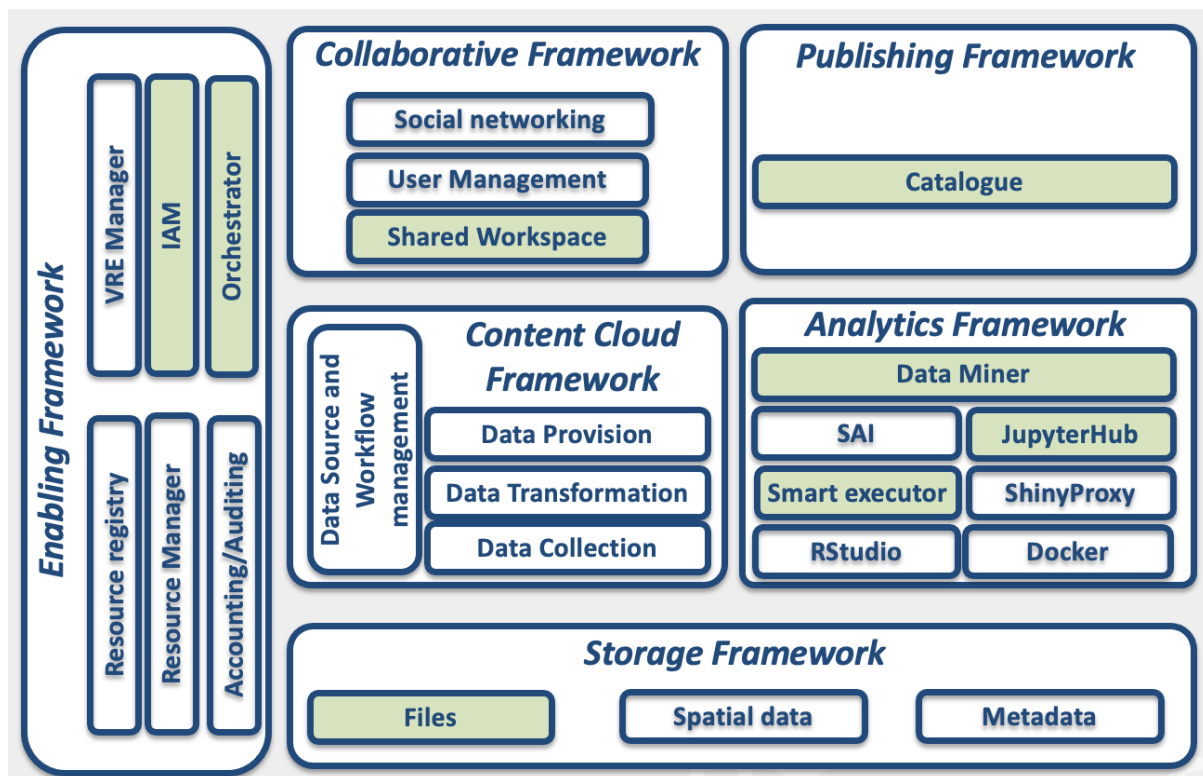 Enabling Framework
VRE Manager
IAM
Orchestrator
Resource registry
Resource Manager
Accounting/Auditing
Collaborative Framework
Social networking
User Management
Shared Workspace
Publishing Framework
Catalogue
Content Cloud
Framework
Data Source and
Workflow
management
Data Provision
Data Transformation
Data Collection
Analytics Framework
Data Miner
SAI
JupyterHub
Smart executor
ShinyProxy
RStudio
Docker
Storage Framework
Files
Spatial data
Metadata